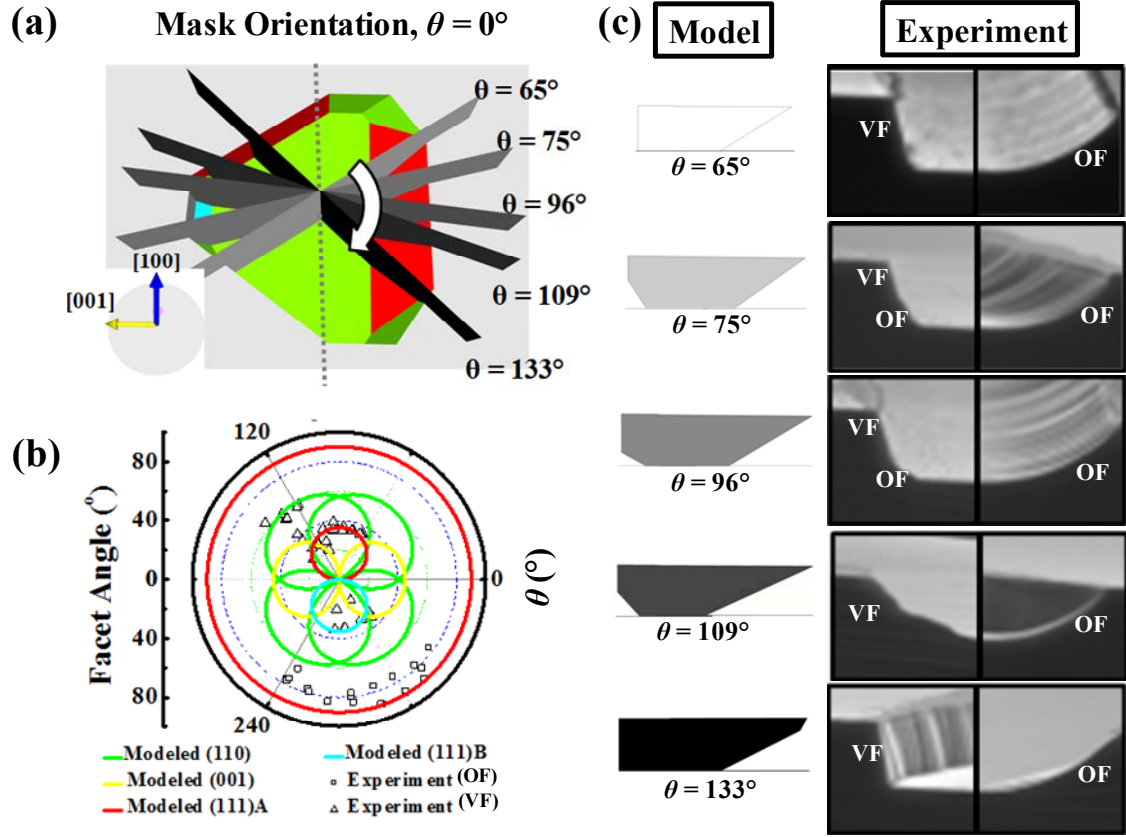 (a)
Mask Orientation, θ = 0°
θ = 65°
θ = 75°
θ = 96°
θ = 109°
θ = 133°
[100]
[001]
(b)
120
80
40
0
40
80
240
0
Facet Angle (°)
θ (°)
Modeled (110)
Modeled (001)
Modeled (111)A
Modeled (111)B
Experiment (OF)
Experiment (VF)
(c)
Model
Experiment
θ = 65°
VF
OF
θ = 75°
VF
OF
OF
θ = 96°
VF
OF
OF
θ = 109°
VF
OF
θ = 133°
VF
OF